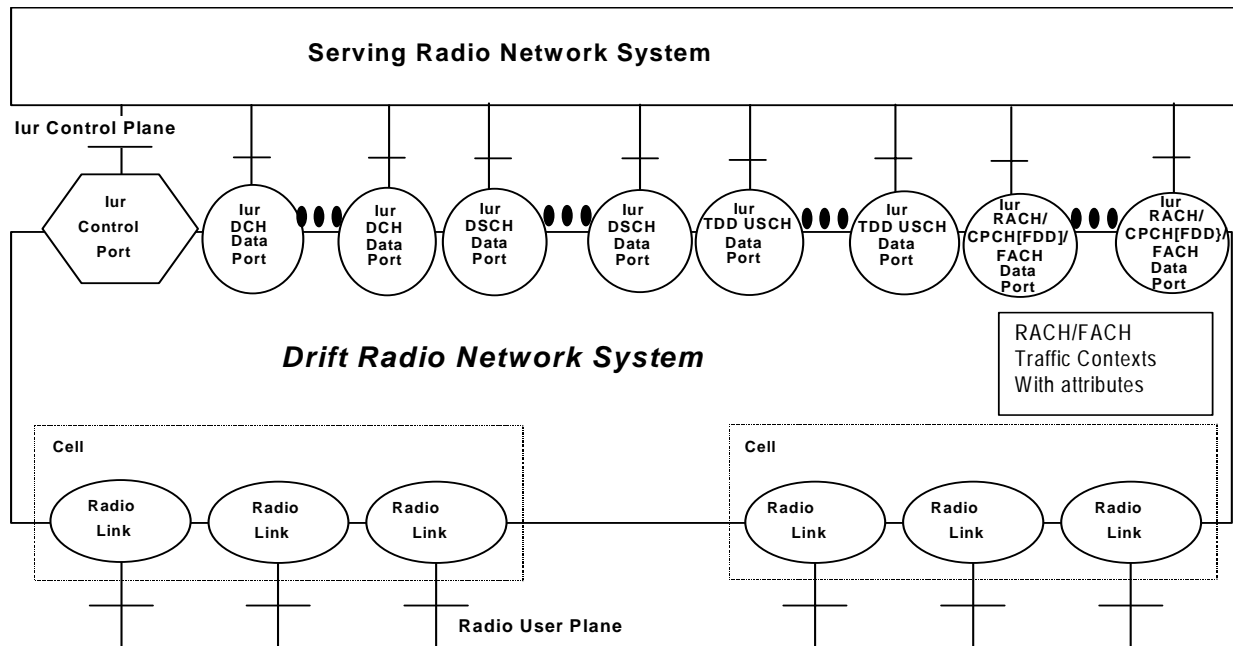 Serving Radio Network System
Iur Control Plane
Iur
Control
Port
Iur
DCH
Data
Port
Iur
DCH
Data
Port
Iur
DSCH
Data
Port
Iur
DSCH
Data
Port
Iur
TDD USCH
Data
Port
Iur
TDD USCH
Data
Port
Iur
RACH/
CPCH[FDD]/
FACH
Data
Port
Iur
RACH/
CPCH[FDD}/
FACH
Data
Port
Drift Radio Network System
RACH/FACH
Traffic Contexts
With attributes
Cell
Radio
Link
Radio
Link
Radio
Link
Cell
Radio
Link
Radio
Link
Radio
Link
Radio User Plane